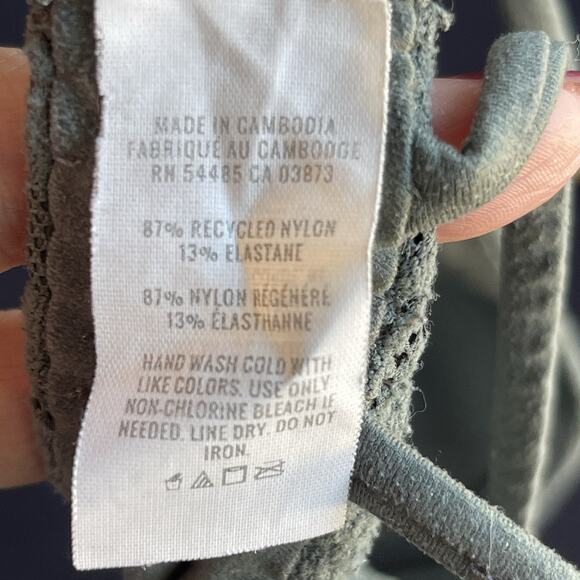 MADE IN CAMBODIA
FABRIQUÉ AU CAMBODGE
RN 54485 CA 03873
87% RECYCLED NYLON
13% ELASTANE
87% NYLON RÉGÉNÉRÉ
13% ÉLASTHANNE
HAND WASH COLD WITH
LIKE COLORS. USE ONLY
NON-CHLORINE BLEACH IF
NEEDED. LINE DRY. DO NOT
IRON.